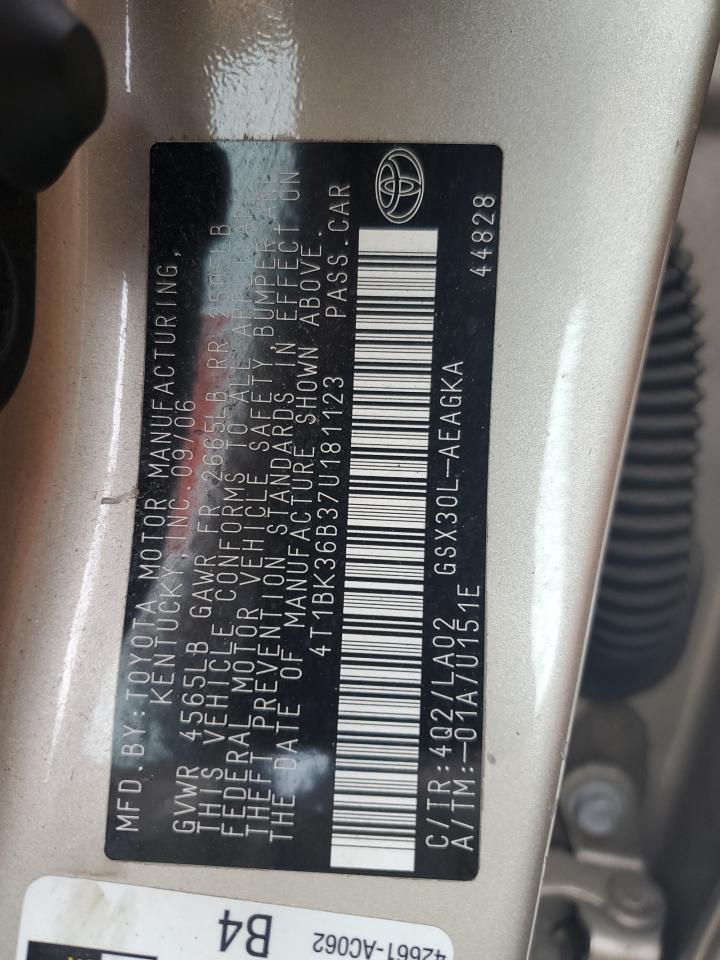 MFD.BY:TOYOTA MOTOR MANUFACTURING,
KENTUCKY,INC 09/06
GVWR 4565LB GAWR FR 2665LB RR 2505LB
THIS VEHICLE CONFORMS TO ALL APPLICABLE
FEDERAL MOTOR VEHICLE SAFETY, BUMPER AND
THEFT PREVENTION STANDARDS IN EFFECT ON
THE DATE OF MANUFACTURE SHOWN ABOVE.
4T1BK36B37U181123 PASS.CAR
C/TR:4Q2/LA02 GSX30L-AEAGKA
A/TM:-01A/U151E 44828
B4
42661-AC062